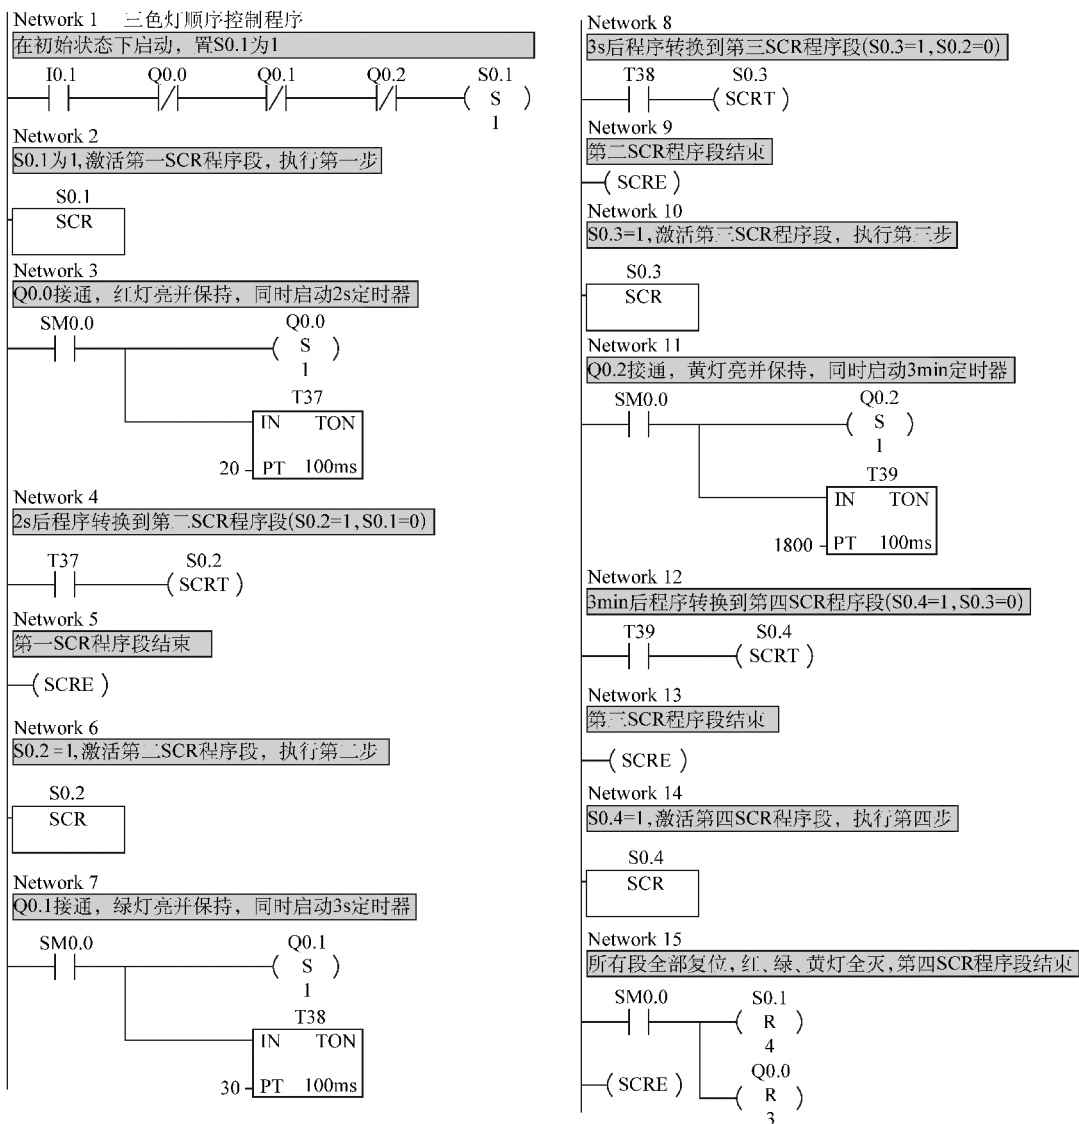 Network 1 三色灯顺序控制程序
在初始状态下启动，置S0.1为1
I0.1 Q0.0 Q0.1 Q0.2 S0.1
S
1
Network 2
S0.1为1,激活第一SCR程序段，执行第一步
S0.1
SCR
Network 3
Q0.0接通，红灯亮并保持，同时启动2s定时器
SM0.0 Q0.0
S
1
T37
IN TON
20 PT 100ms
Network 4
2s后程序转换到第二SCR程序段(S0.2=1,S0.1=0)
T37 S0.2
SCRT
Network 5
第一SCR程序段结束
SCRE
Network 6
S0.2=1,激活第二SCR程序段，执行第二步
S0.2
SCR
Network 7
Q0.1接通，绿灯亮并保持，同时启动3s定时器
SM0.0 Q0.1
S
1
T38
IN TON
30 PT 100ms
Network 8
3s后程序转换到第三SCR程序段(S0.3=1,S0.2=0)
T38 S0.3
SCRT
Network 9
第二SCR程序段结束
SCRE
Network 10
S0.3=1,激活第三SCR程序段，执行第三步
S0.3
SCR
Network 11
Q0.2接通，黄灯亮并保持，同时启动3min定时器
SM0.0 Q0.2
S
1
T39
IN TON
1800 PT 100ms
Network 12
3min后程序转换到第四SCR程序段(S0.4=1,S0.3=0)
T39 S0.4
SCRT
Network 13
第三SCR程序段结束
SCRE
Network 14
S0.4=1,激活第四SCR程序段，执行第四步
S0.4
SCR
Network 15
所有段全部复位,红、绿、黄灯全灭,第四SCR程序段结束
SM0.0 S0.1
R
4
Q0.0
SCRE R
3